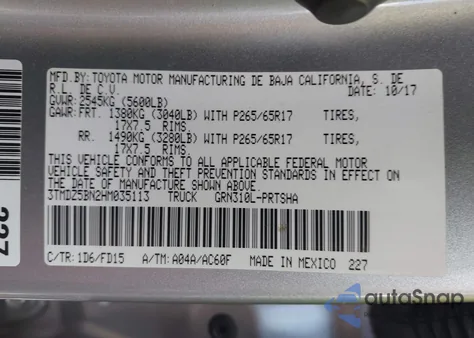 MFD.BY: TOYOTA MOTOR MANUFACTURING DE BAJA CALIFORNIA, S. DE
R.L. DE C.V. DATE: 10/17
GVWR: 2545KG (5600LB)
GAWR:FRT. 1380KG (3040LB) WITH P265/65R17 TIRES,
17X7.5 RIMS.
RR. 1490KG (3280LB) WITH P265/65R17 TIRES,
17X7.5 RIMS.
THIS VEHICLE CONFORMS TO ALL APPLICABLE FEDERAL MOTOR
VEHICLE SAFETY AND THEFT PREVENTION STANDARDS IN EFFECT ON
THE DATE OF MANUFACTURE SHOWN ABOVE.
3TMDZ5BN2HM035113 TRUCK GRN310L-PRTSHA
C/TR: 1D6/FD15 A/TM: A04A/AC60F MADE IN MEXICO 227
227
autoSnap